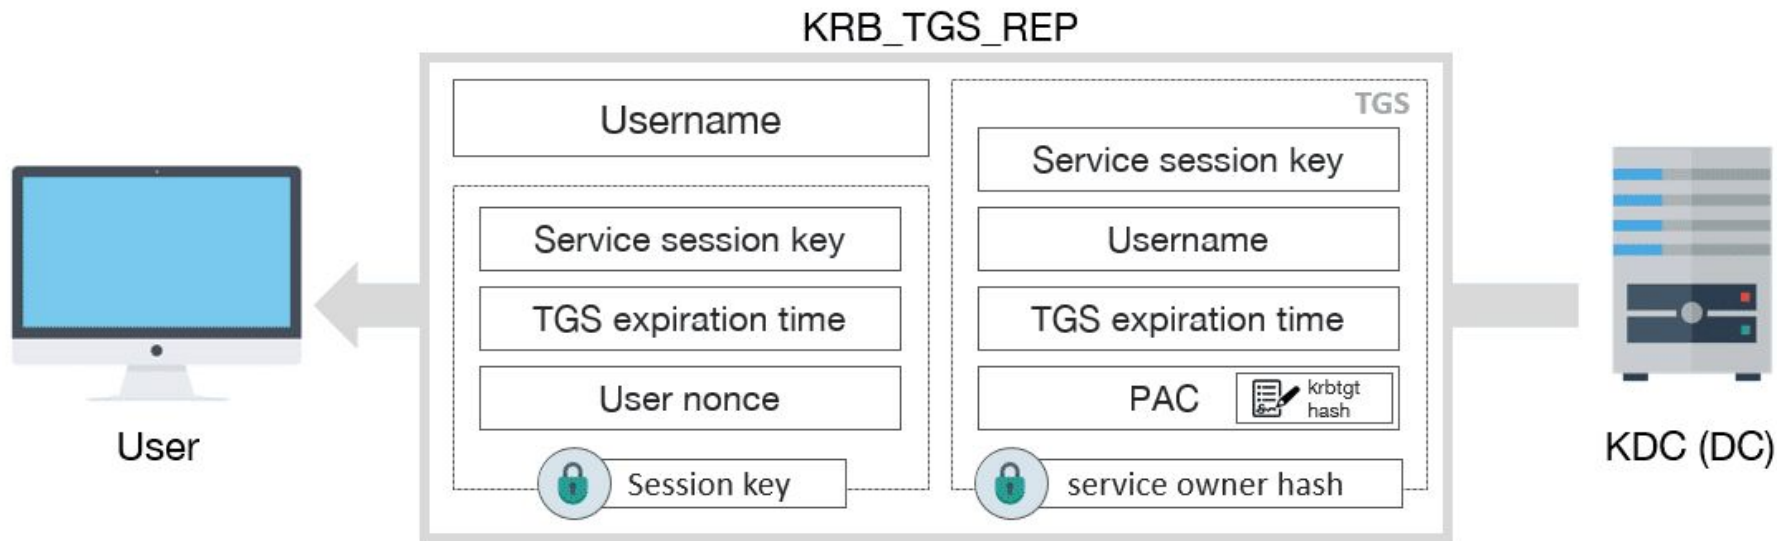 KRB_TGS_REP
Username
Service session key
TGS expiration time
User nonce
Session key
TGS
Service session key
Username
TGS expiration time
PAC
krbtgt
hash
service owner hash
User
KDC (DC)